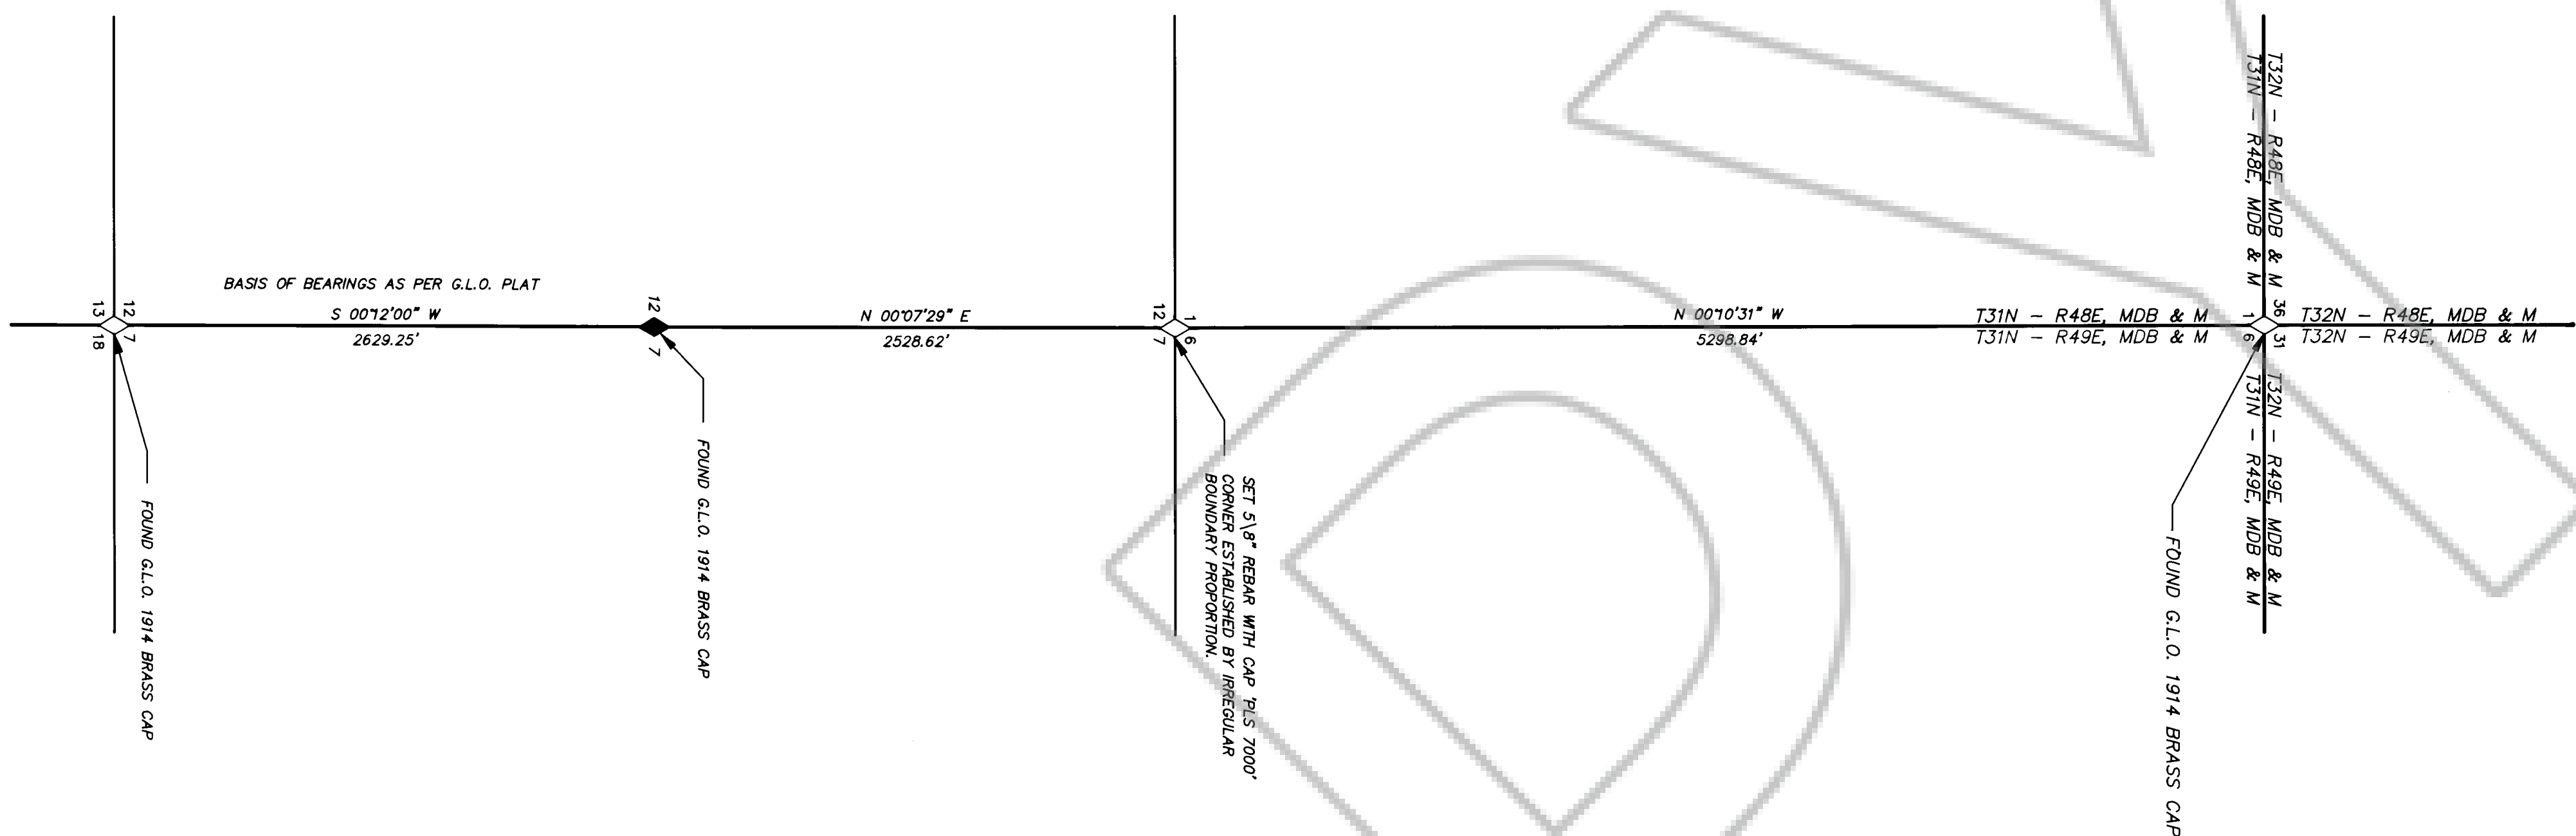 BASIS OF BEARINGS AS PER G.L.O. PLAT
S 00°12'00" W
2629.25'
12
13
7
18
FOUND G.L.O. 1914 BRASS CAP
12
7
FOUND G.L.O. 1914 BRASS CAP
N 00°07'29" E
2528.62'
1
12
6
7
SET 5\8" REBAR WITH CAP 'PLS 7000'
CORNER ESTABLISHED BY IRREGULAR
BOUNDARY PROPORTION.
N 00°10'31" W
5298.84'
T31N - R48E, MDB & M
T31N - R49E, MDB & M
T32N - R48E, MDB & M
T31N - R48E, MDB & M
36
1
31
6
T32N - R48E, MDB & M
T32N - R49E, MDB & M
T32N - R49E, MDB & M
T31N - R49E, MDB & M
FOUND G.L.O. 1914 BRASS CAP